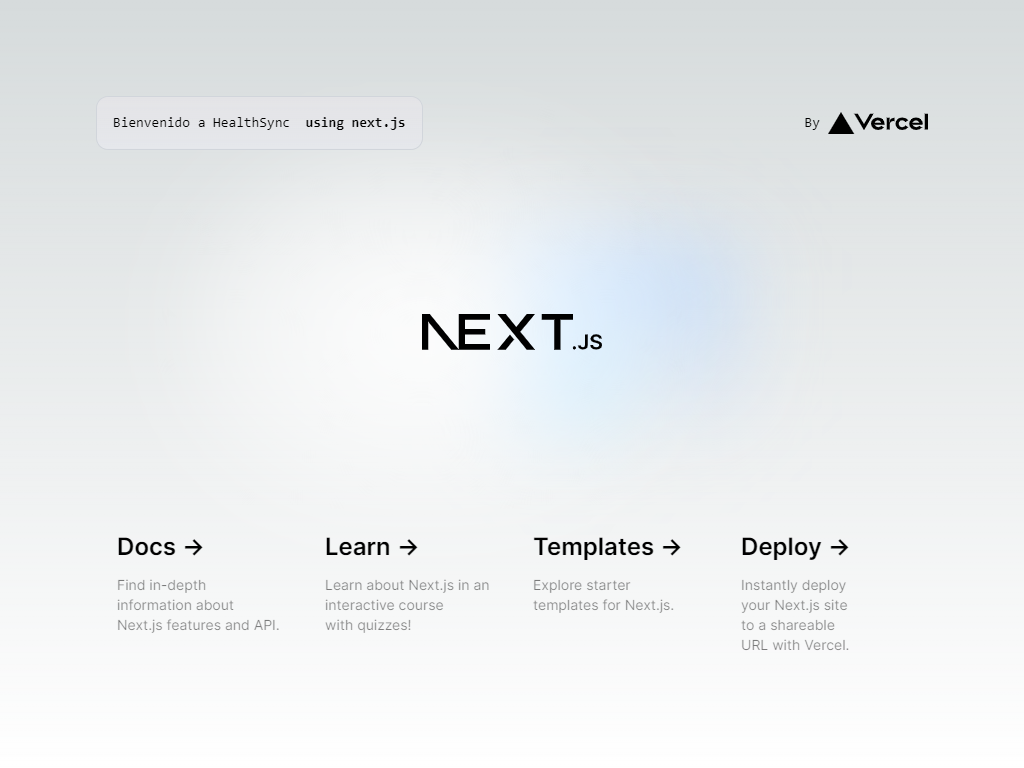 Bienvenido a HealthSync using next.js
By Vercel
NEXT.JS
Docs →
Find in-depth
information about
Next.js features and API.
Learn →
Learn about Next.js in an
interactive course
with quizzes!
Templates →
Explore starter
templates for Next.js.
Deploy →
Instantly deploy
your Next.js site
to a shareable
URL with Vercel.